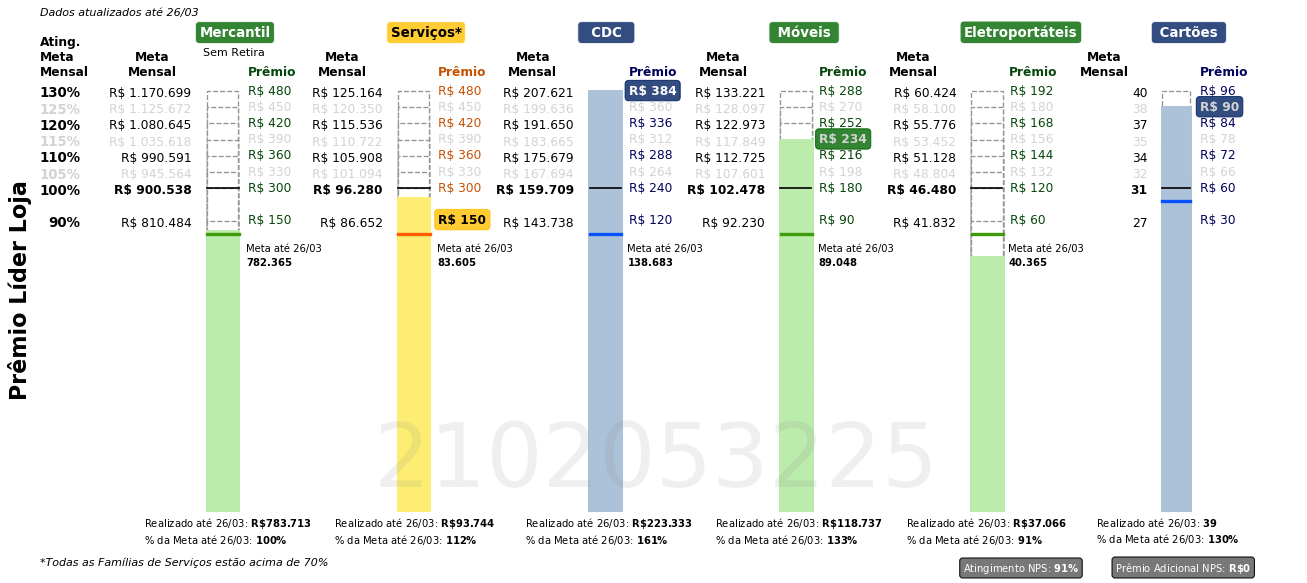 Dados atualizados até 26/03
Mercantil Serviços* CDC Móveis Eletroportáteis Cartões
Sem Retira
Ating. Meta Mensal Meta Mensal Prêmio Meta Mensal Prêmio Meta Mensal Prêmio Meta Mensal Prêmio Meta Mensal Prêmio Meta Mensal Prêmio
130% R$ 1.170.699 R$ 480 R$ 125.164 R$ 480 R$ 207.621 R$ 384 R$ 133.221 R$ 288 R$ 60.424 R$ 192 40 R$ 96
125% R$ 1.125.672 R$ 450 R$ 120.350 R$ 450 R$ 199.636 R$ 360 R$ 128.097 R$ 270 R$ 58.100 R$ 180 38 R$ 90
120% R$ 1.080.645 R$ 420 R$ 115.536 R$ 420 R$ 191.650 R$ 336 R$ 122.973 R$ 252 R$ 55.776 R$ 168 37 R$ 84
115% R$ 1.035.618 R$ 390 R$ 110.722 R$ 390 R$ 183.665 R$ 312 R$ 117.849 R$ 234 R$ 53.452 R$ 156 35 R$ 78
110% R$ 990.591 R$ 360 R$ 105.908 R$ 360 R$ 175.679 R$ 288 R$ 112.725 R$ 216 R$ 51.128 R$ 144 34 R$ 72
105% R$ 945.564 R$ 330 R$ 101.094 R$ 330 R$ 167.694 R$ 264 R$ 107.601 R$ 198 R$ 48.804 R$ 132 32 R$ 66
100% R$ 900.538 R$ 300 R$ 96.280 R$ 300 R$ 159.709 R$ 240 R$ 102.478 R$ 180 R$ 46.480 R$ 120 31 R$ 60
90% R$ 810.484 R$ 150 R$ 86.652 R$ 150 R$ 143.738 R$ 120 R$ 92.230 R$ 90 R$ 41.832 R$ 60 27 R$ 30
Meta até 26/03 Meta até 26/03 Meta até 26/03 Meta até 26/03 Meta até 26/03
782.365 83.605 138.683 89.048 40.365
Prêmio Líder Loja
2102053225
Realizado até 26/03: R$783.713 Realizado até 26/03: R$93.744 Realizado até 26/03: R$223.333 Realizado até 26/03: R$118.737 Realizado até 26/03: R$37.066 Realizado até 26/03: 39
% da Meta até 26/03: 100% % da Meta até 26/03: 112% % da Meta até 26/03: 161% % da Meta até 26/03: 133% % da Meta até 26/03: 91% % da Meta até 26/03: 130%
*Todas as Famílias de Serviços estão acima de 70%
Atingimento NPS: 91% Prêmio Adicional NPS: R$0